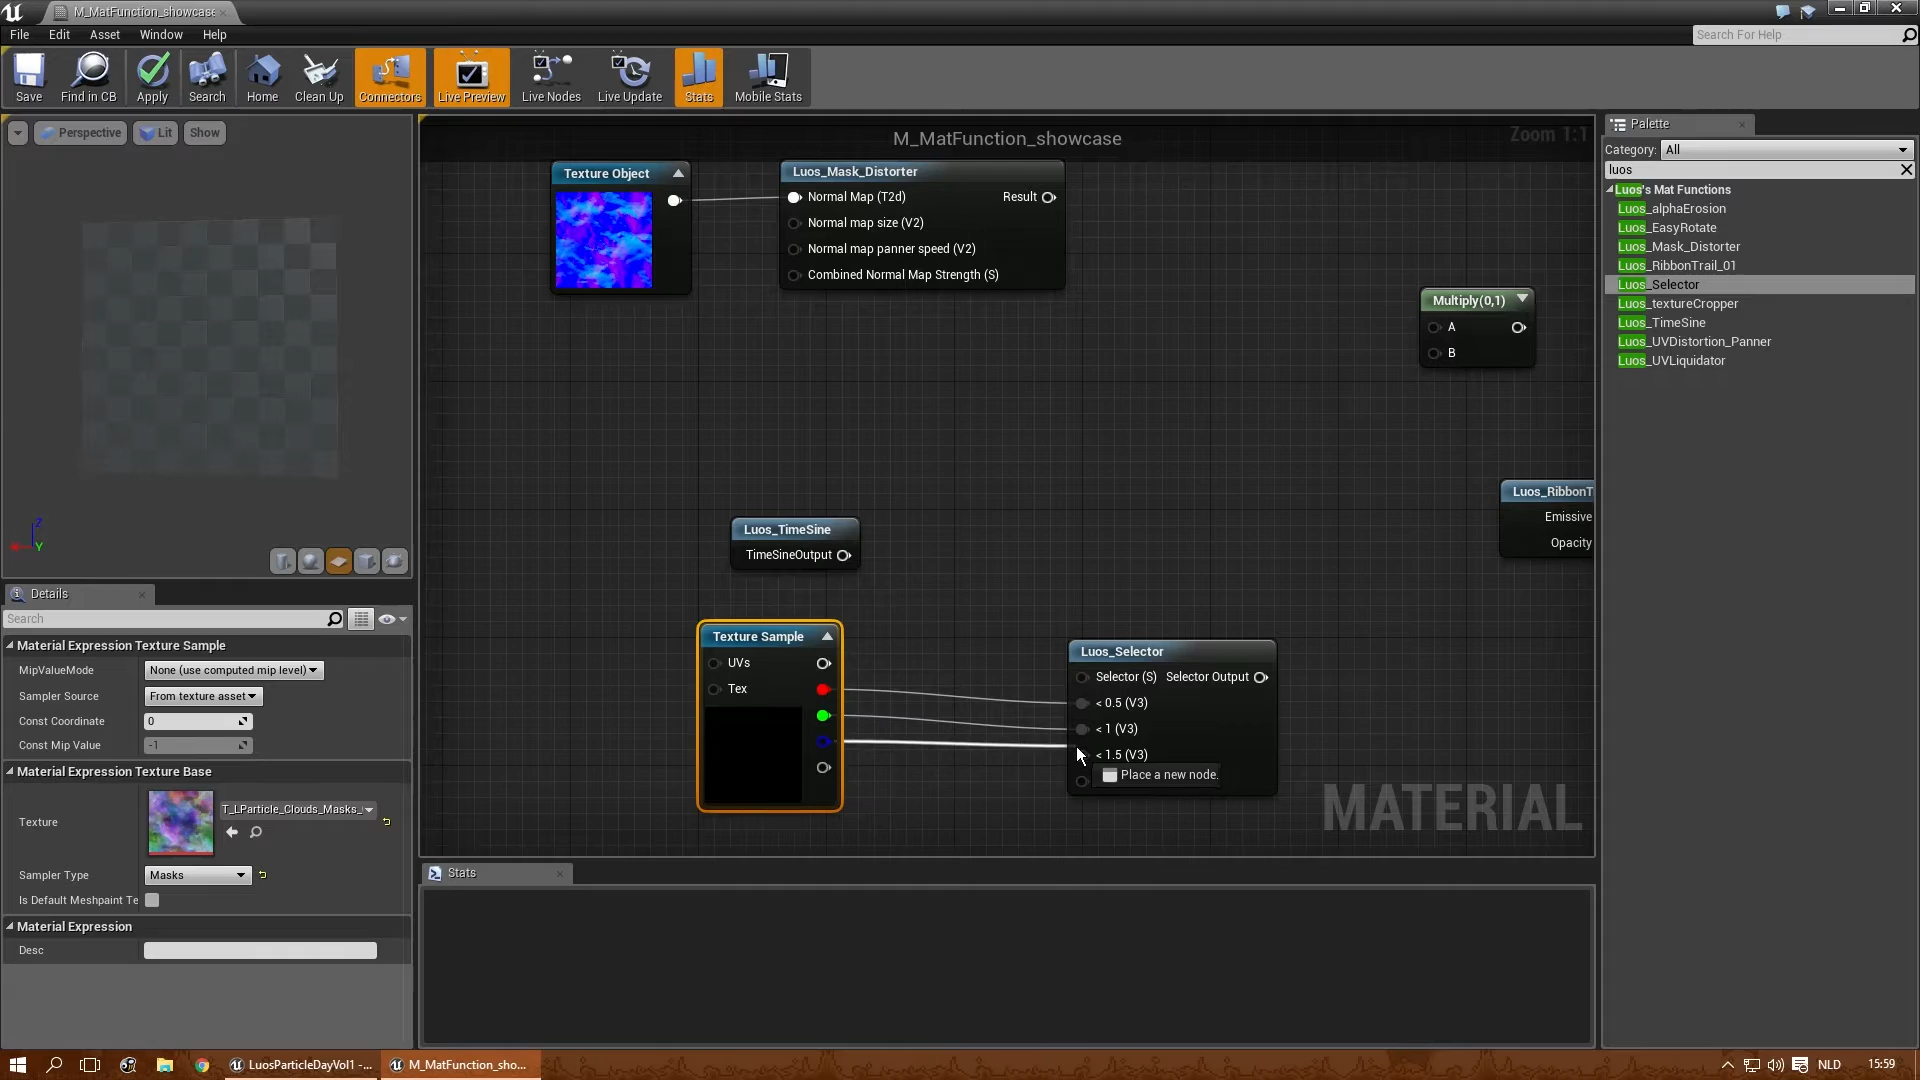 M_MatFunction_showcase
File Edit Asset Window Help
Search For Help
Save Find in CB Apply Search Home Clean Up Connectors Live Preview Live Nodes Live Update Stats Mobile Stats
Perspective Lit Show
M_MatFunction_showcase
Zoom 1:1
Texture Object
Luos_Mask_Distorter
Normal Map (T2d) Result
Normal map size (V2)
Normal map panner speed (V2)
Combined Normal Map Strength (S)
Multiply(0,1)
A
B
Luos_RibbonT
Emissive
Opacity
Luos_TimeSine
TimeSineOutput
Texture Sample
UVs
Tex
Luos_Selector
Selector (S) Selector Output
< 0.5 (V3)
< 1 (V3)
< 1.5 (V3)
Place a new node.
MATERIAL
Z
Y
Details
Search
Material Expression Texture Sample
MipValueMode None (use computed mip level)
Sampler Source From texture asset
Const Coordinate 0
Const Mip Value -1
Material Expression Texture Base
Texture T_LParticle_Clouds_Masks_
Sampler Type Masks
Is Default Meshpaint Te
Material Expression
Desc
Stats
Palette
Category: All
luos
Luos's Mat Functions
Luos_alphaErosion
Luos_EasyRotate
Luos_Mask_Distorter
Luos_RibbonTrail_01
Luos_Selector
Luos_textureCropper
Luos_TimeSine
Luos_UVDistortion_Panner
Luos_UVLiquidator
LuosParticleDayVol1 -... M_MatFunction_sho... NLD 15:59